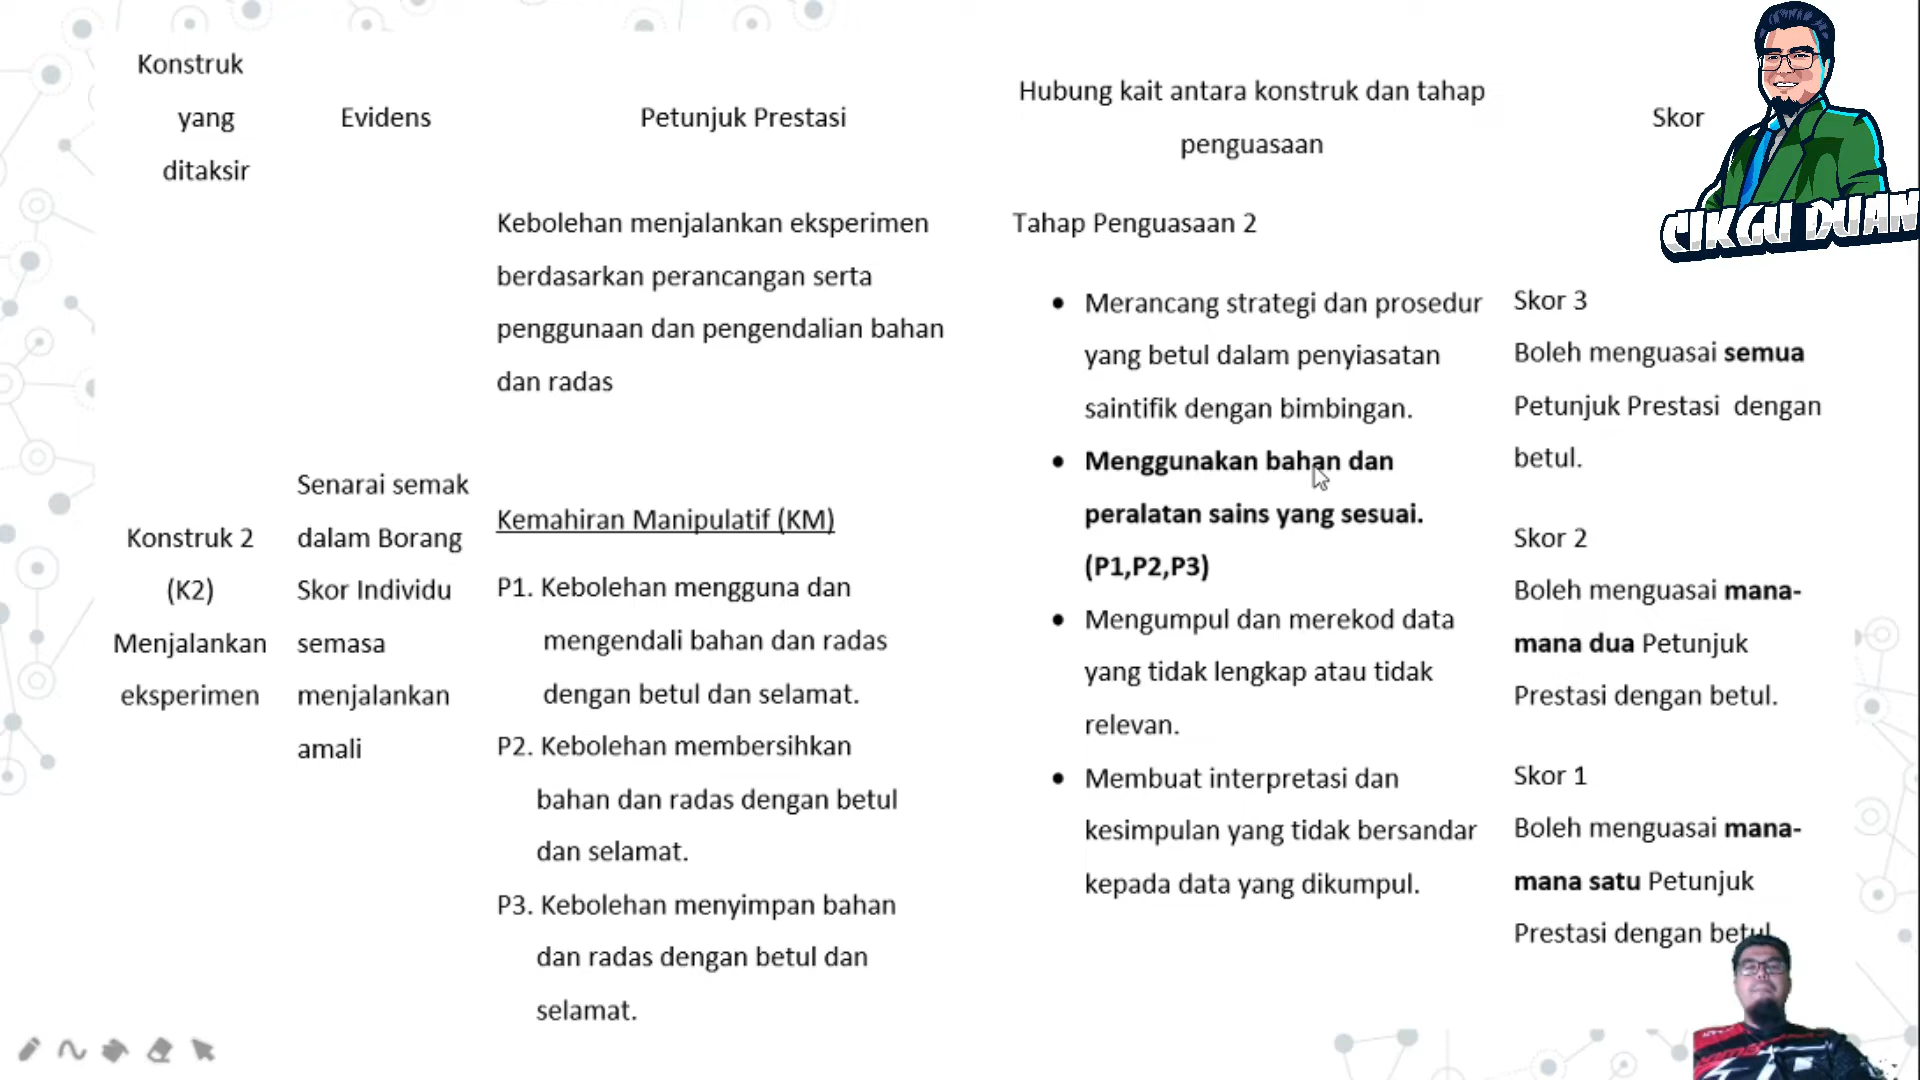 Konstruk
yang
ditaksir
Evidens
Petunjuk Prestasi
Hubung kait antara konstruk dan tahap
penguasaan
Skor
CIKGU DUAN
Konstruk 2
(K2)
Menjalankan
eksperimen
Senarai semak
dalam Borang
Skor Individu
semasa
menjalankan
amali
Kebolehan menjalankan eksperimen
berdasarkan perancangan serta
penggunaan dan pengendalian bahan
dan radas
Kemahiran Manipulatif (KM)
P1. Kebolehan mengguna dan
mengendali bahan dan radas
dengan betul dan selamat.
P2. Kebolehan membersihkan
bahan dan radas dengan betul
dan selamat.
P3. Kebolehan menyimpan bahan
dan radas dengan betul dan
selamat.
Tahap Penguasaan 2
• Merancang strategi dan prosedur
yang betul dalam penyiasatan
saintifik dengan bimbingan.
• Menggunakan bahan dan
peralatan sains yang sesuai.
(P1,P2,P3)
• Mengumpul dan merekod data
yang tidak lengkap atau tidak
relevan.
• Membuat interpretasi dan
kesimpulan yang tidak bersandar
kepada data yang dikumpul.
Skor 3
Boleh menguasai semua
Petunjuk Prestasi dengan
betul.
Skor 2
Boleh menguasai mana-
mana dua Petunjuk
Prestasi dengan betul.
Skor 1
Boleh menguasai mana-
mana satu Petunjuk
Prestasi dengan betul